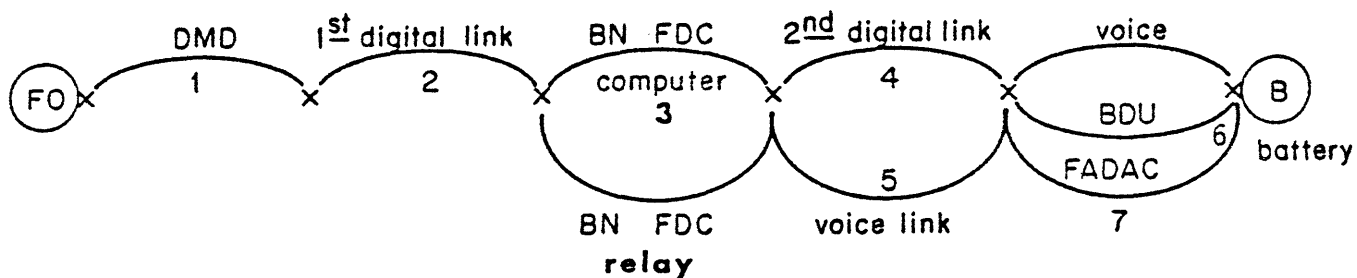 FO
DMD
1
1st digital link
2
BN FDC
computer
3
BN FDC
relay
2nd digital link
4
5
voice link
voice
BDU
6
FADAC
7
B
battery